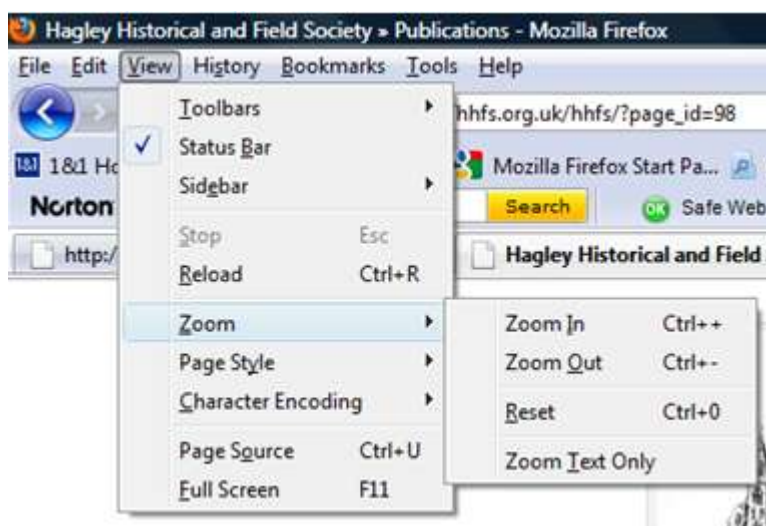 Hagley Historical and Field Society » Publications - Mozilla Firefox
File Edit View History Bookmarks Tools Help
Toolbars
hhfs.org.uk/hhfs/?page_id=98
Status Bar
1&1 1&1 Mozilla Firefox Start Pa...
Sidebar
Norton Search OK Safe Web
Stop Esc
http:/ Hagley Historical and Field
Reload Ctrl+R
Zoom Zoom In Ctrl++
Page Style Zoom Out Ctrl+-
Character Encoding Reset Ctrl+0
Page Source Ctrl+U Zoom Text Only
Full Screen F11